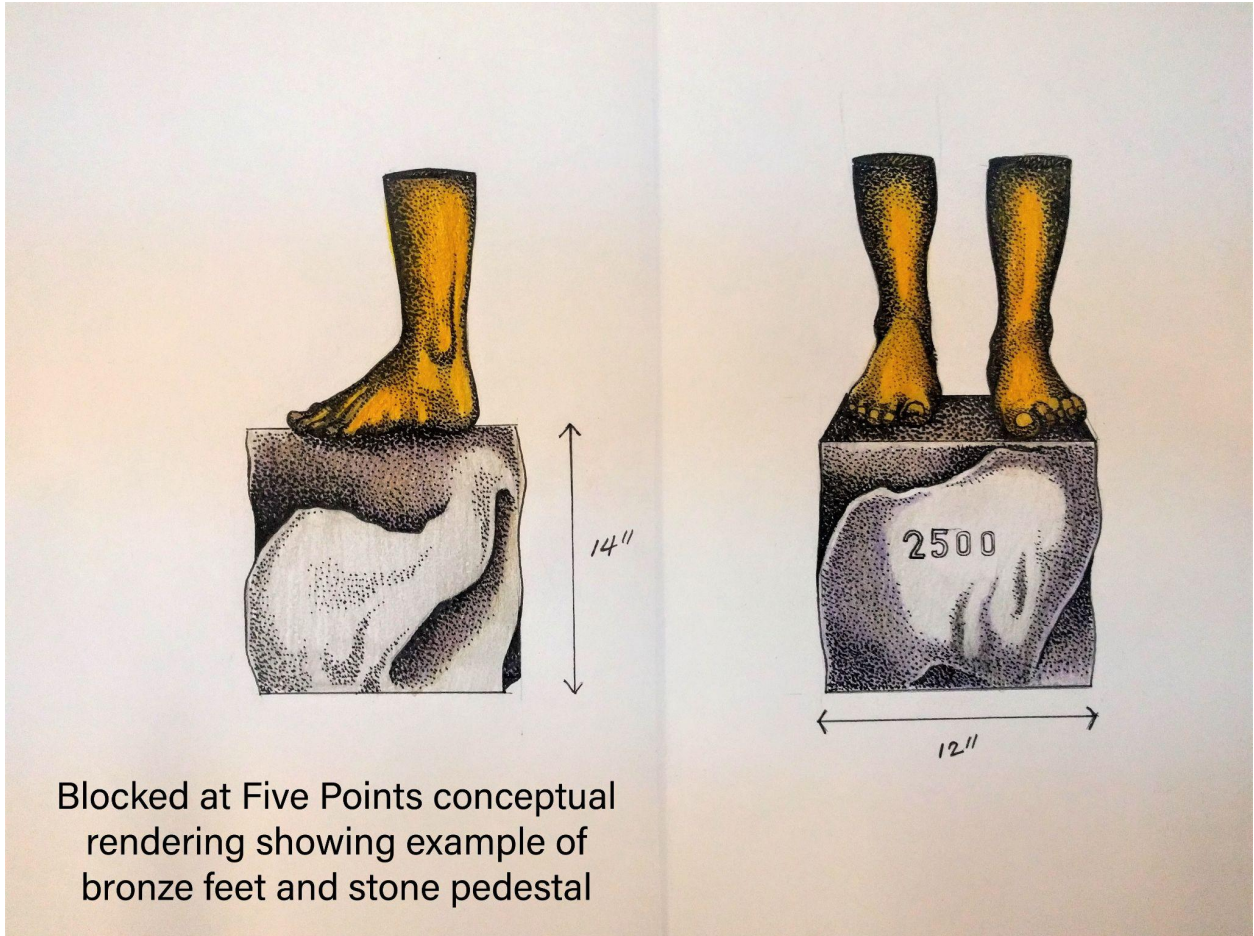 14"
2500
12"
Blocked at Five Points conceptual
rendering showing example of
bronze feet and stone pedestal